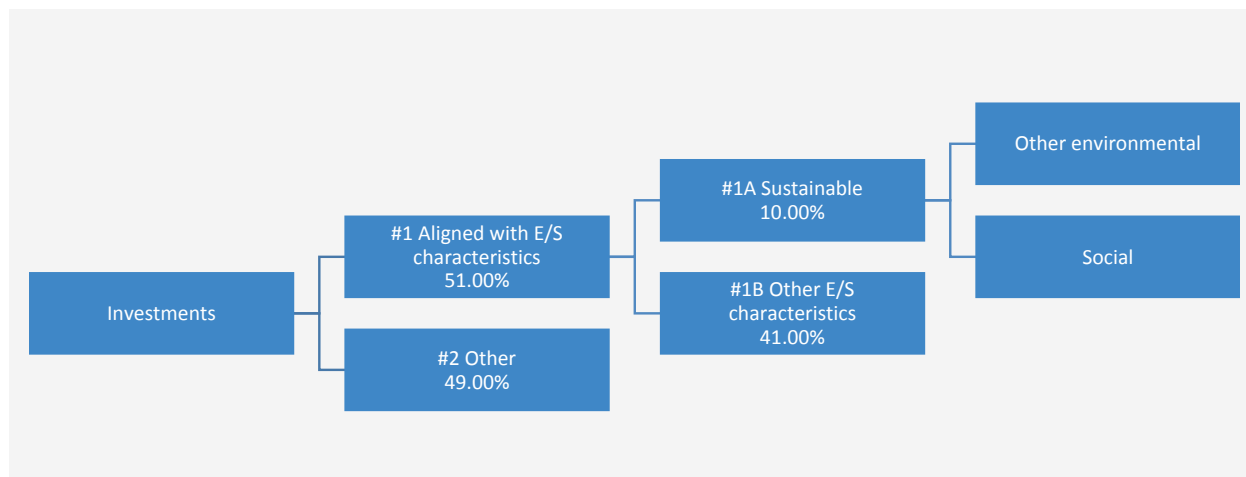 Investments
#1 Aligned with E/S
characteristics
51.00%
#2 Other
49.00%
#1A Sustainable
10.00%
#1B Other E/S
characteristics
41.00%
Other environmental
Social